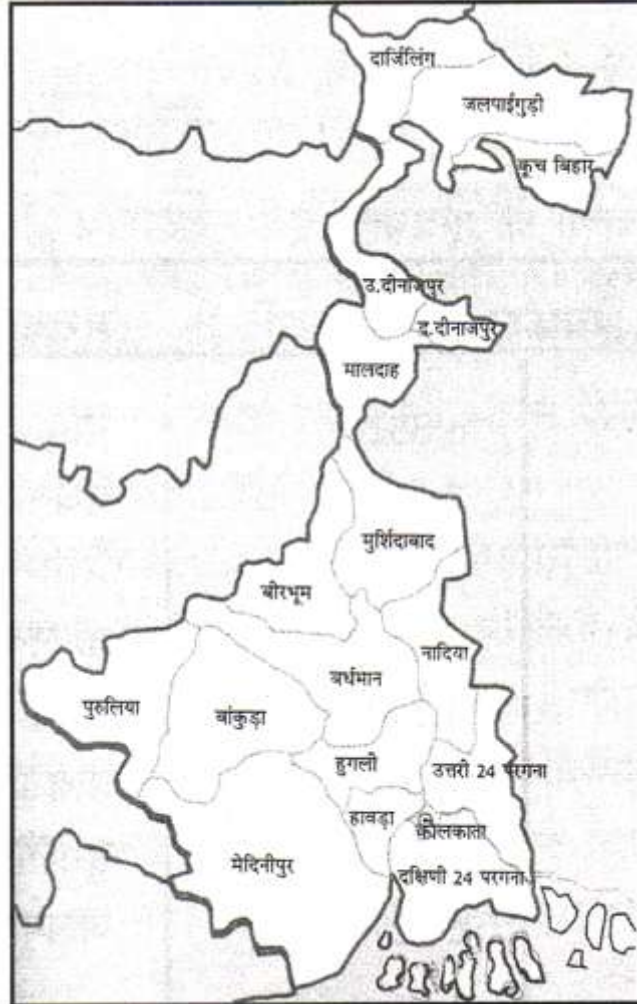 दार्जिलिंग
जलपाईगुड़ी
कूच बिहार
उ.दीनाजपुर
द.दीनाजपुर
मालदाह
मुर्शिदाबाद
बीरभूम
नादिया
बर्धमान
पुरुलिया
बांकुड़ा
हुगली
उत्तरी 24 परगना
हावड़ा
कोलकाता
मेदिनीपुर
दक्षिणी 24 परगना